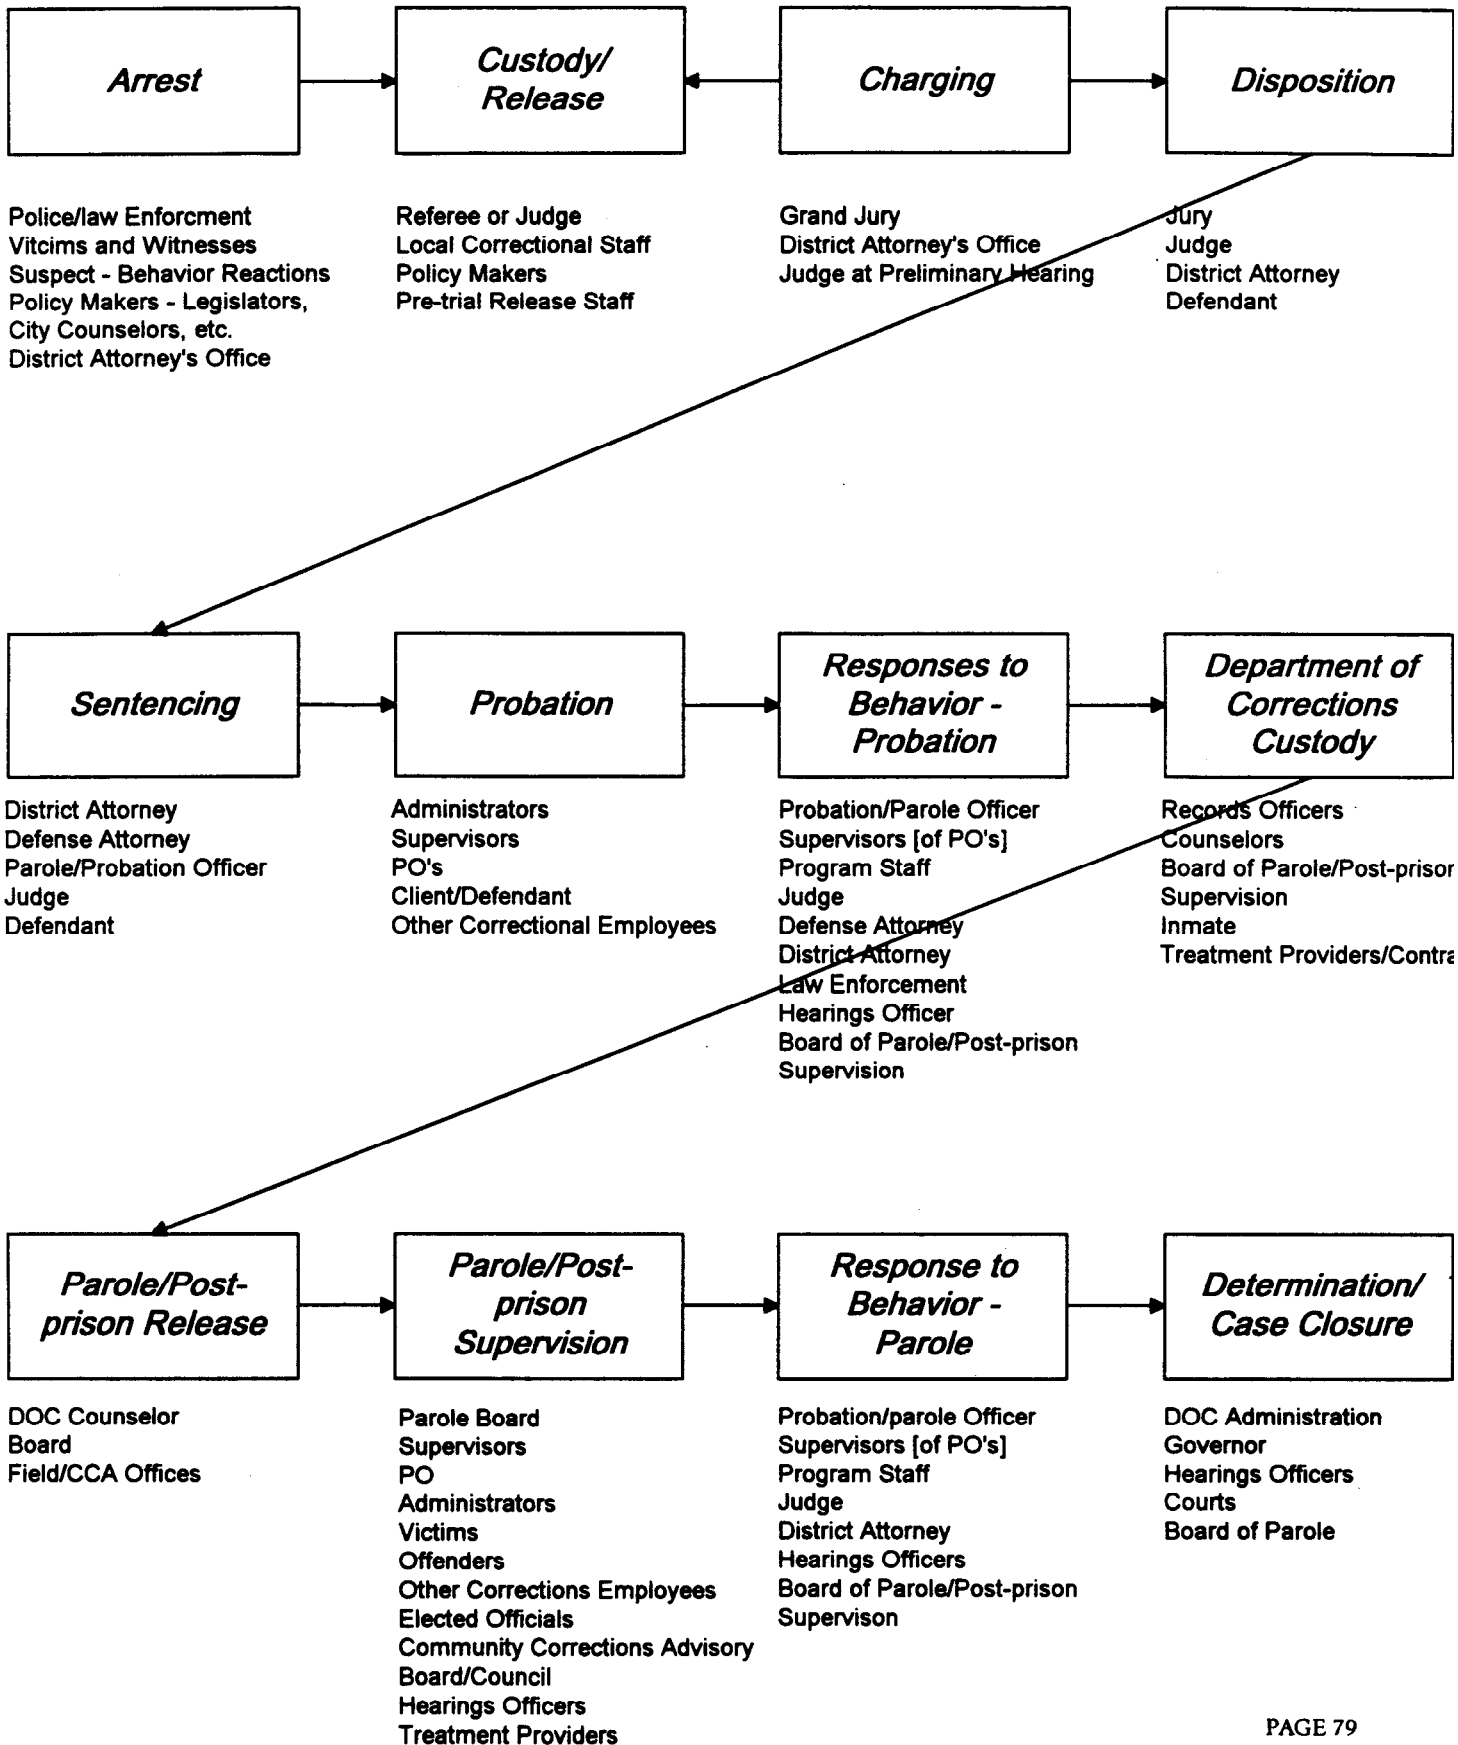 Arrest
Custody/
Release
Charging
Disposition
Police/law Enforcment
Vitcims and Witnesses
Suspect - Behavior Reactions
Policy Makers - Legislators,
City Counselors, etc.
District Attorney's Office
Referee or Judge
Local Correctional Staff
Policy Makers
Pre-trial Release Staff
Grand Jury
District Attorney's Office
Judge at Preliminary Hearing
Jury
Judge
District Attorney
Defendant
Sentencing
Probation
Responses to
Behavior -
Probation
Department of
Corrections
Custody
District Attorney
Defense Attorney
Parole/Probation Officer
Judge
Defendant
Administrators
Supervisors
PO's
Client/Defendant
Other Correctional Employees
Probation/Parole Officer
Supervisors [of PO's]
Program Staff
Judge
Defense Attorney
District Attorney
Law Enforcement
Hearings Officer
Board of Parole/Post-prison
Supervision
Records Officers
Counselors
Board of Parole/Post-prison
Supervision
Inmate
Treatment Providers/Contra
Parole/Post-
prison Release
Parole/Post-
prison
Supervision
Response to
Behavior -
Parole
Determination/
Case Closure
DOC Counselor
Board
Field/CCA Offices
Parole Board
Supervisors
PO
Administrators
Victims
Offenders
Other Corrections Employees
Elected Officials
Community Corrections Advisory
Board/Council
Hearings Officers
Treatment Providers
Probation/parole Officer
Supervisors [of PO's]
Program Staff
Judge
District Attorney
Hearings Officers
Board of Parole/Post-prison
Supervison
DOC Administration
Governor
Hearings Officers
Courts
Board of Parole
PAGE 79